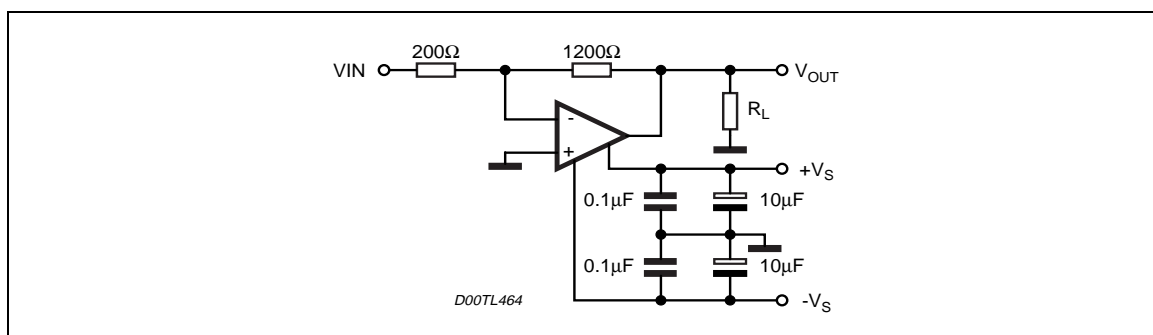 200Ω 1200Ω
VIN VOUT
-
RL
+
+VS
0.1µF 10µF
0.1µF 10µF
D00TL464
-VS